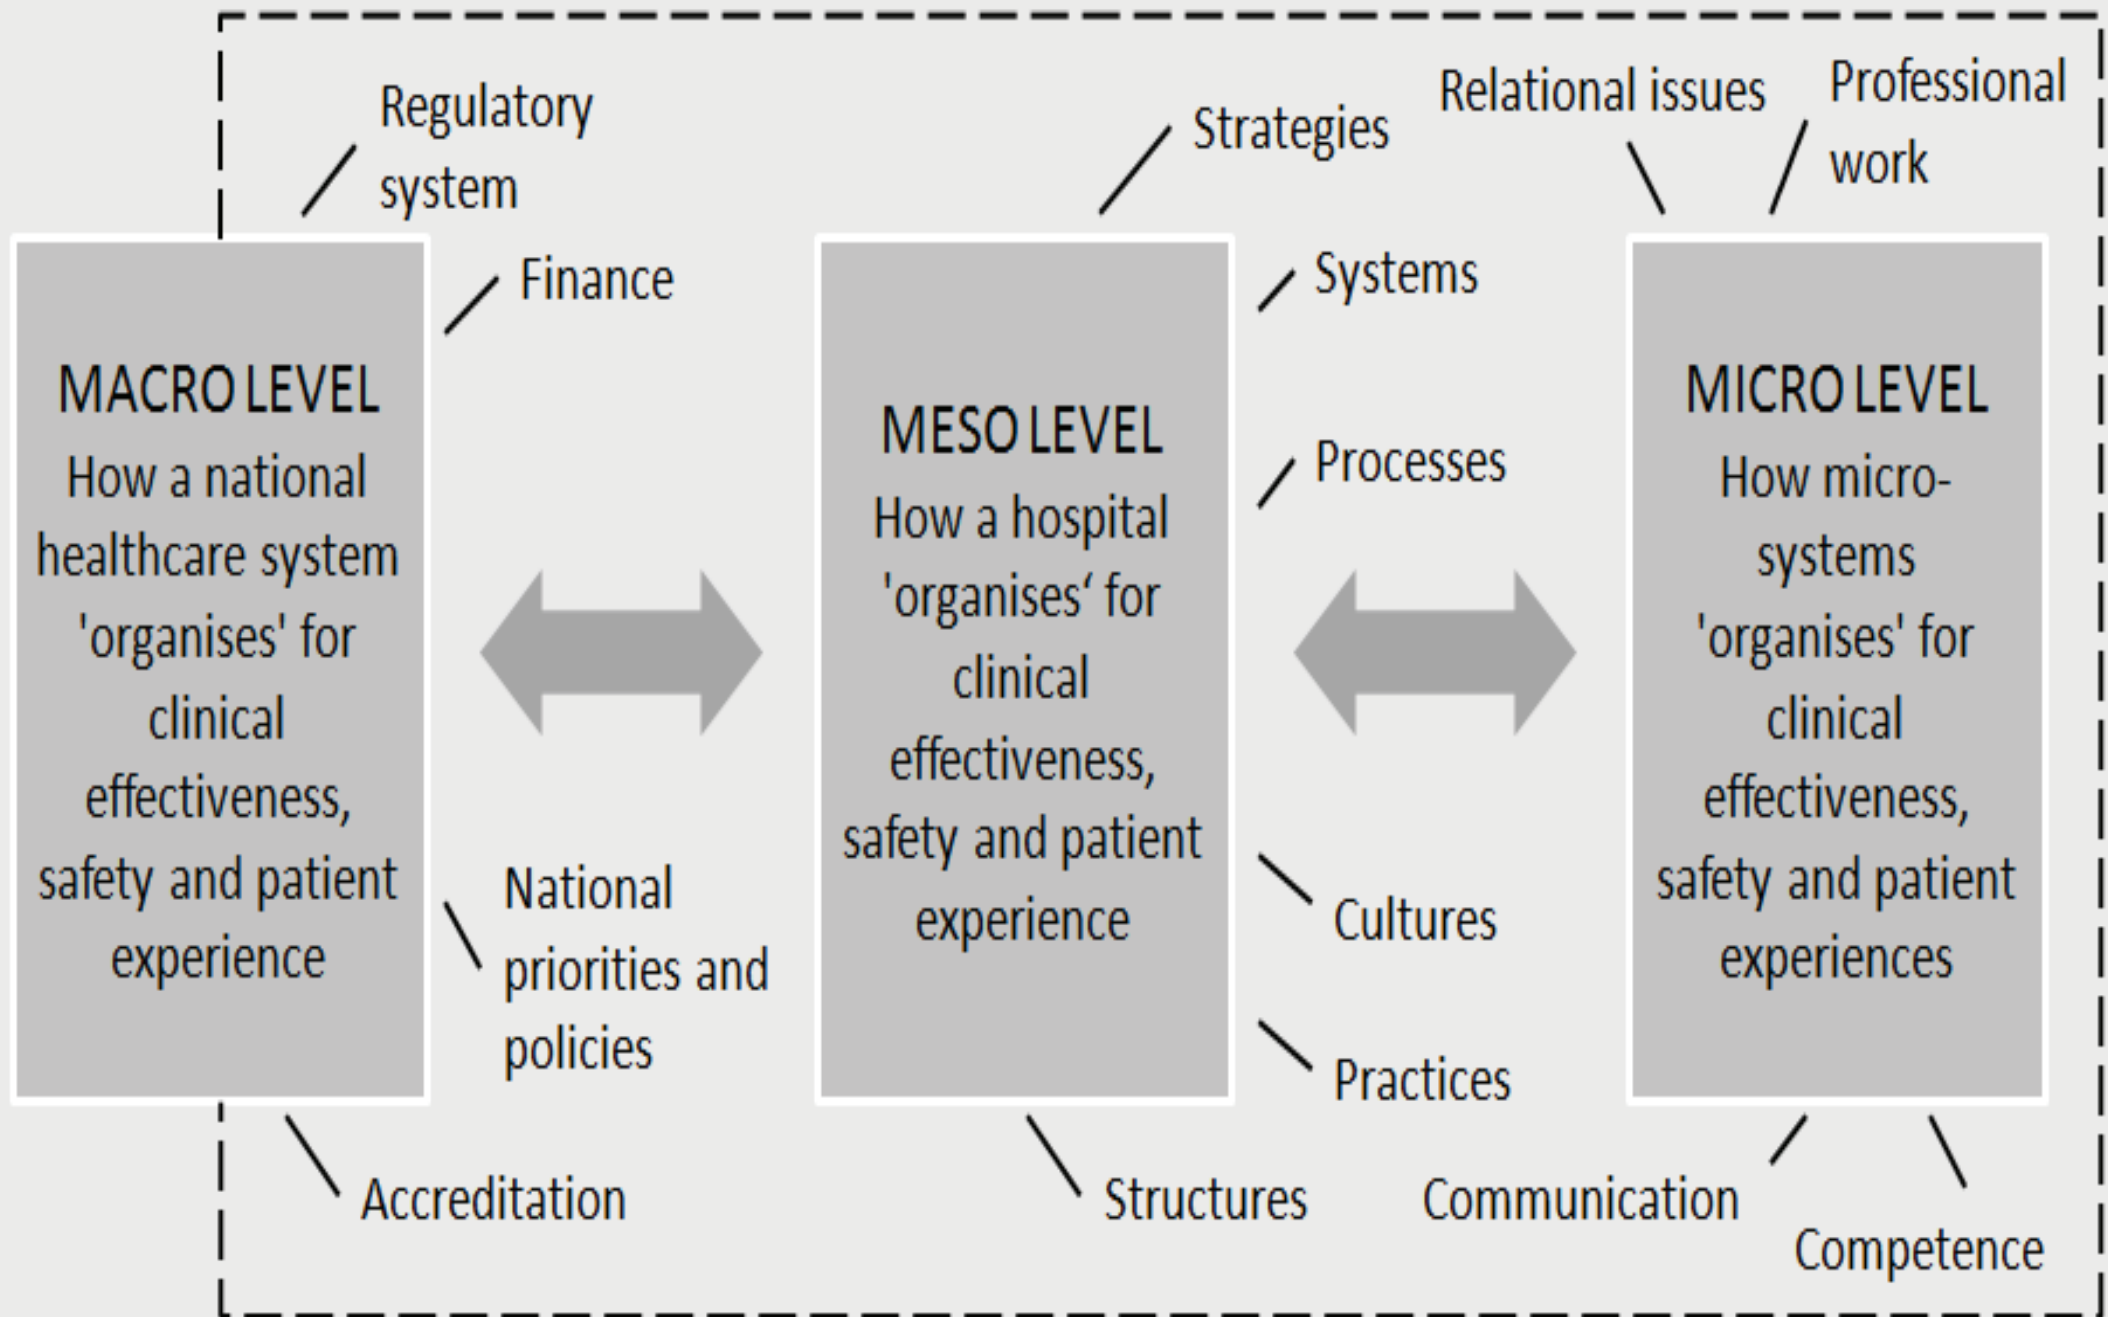 Regulatory
system
Finance
MACRO LEVEL
How a national
healthcare system
'organises' for
clinical
effectiveness,
safety and patient
experience
National
priorities and
policies
Accreditation
Strategies
Systems
Processes
MESO LEVEL
How a hospital
'organises‘ for
clinical
effectiveness,
safety and patient
experience
Cultures
Practices
Structures
Relational issues
Professional
work
MICRO LEVEL
How micro-
systems
'organises' for
clinical
effectiveness,
safety and patient
experiences
Communication
Competence